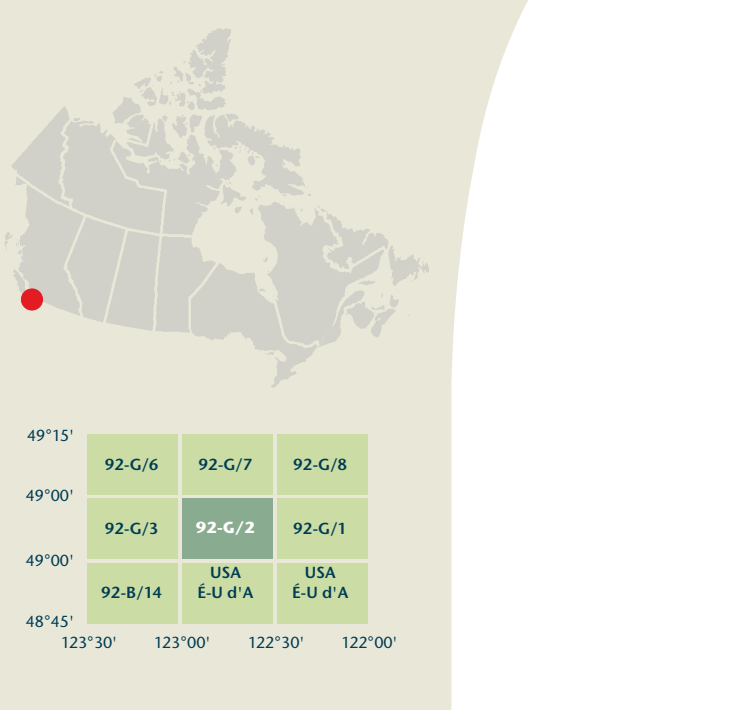 49°15'
92-G/6 92-G/7 92-G/8
49°00'
92-G/3 92-G/2 92-G/1
49°00'
USA USA
92-B/14 É-U d'A É-U d'A
48°45'
123°30' 123°00' 122°30' 122°00'